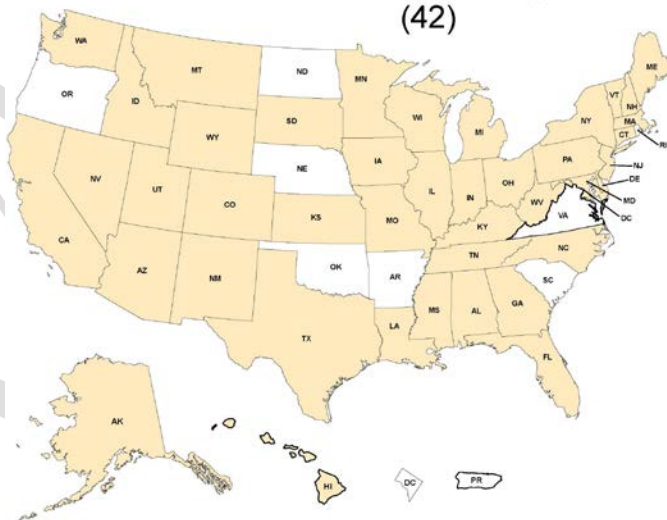 (42)
WA
MT
ND
MN
ME
OR
ID
SD
WI
MI
NY
VT
NH
MA
CT
RI
WY
IA
NE
PA
NJ
NV
UT
CO
IL
IN
OH
DE
MD
DC
WV
VA
KS
MO
KY
CA
TN
NC
AZ
NM
OK
AR
SC
MS
AL
GA
TX
LA
FL
AK
HI
DC
PR